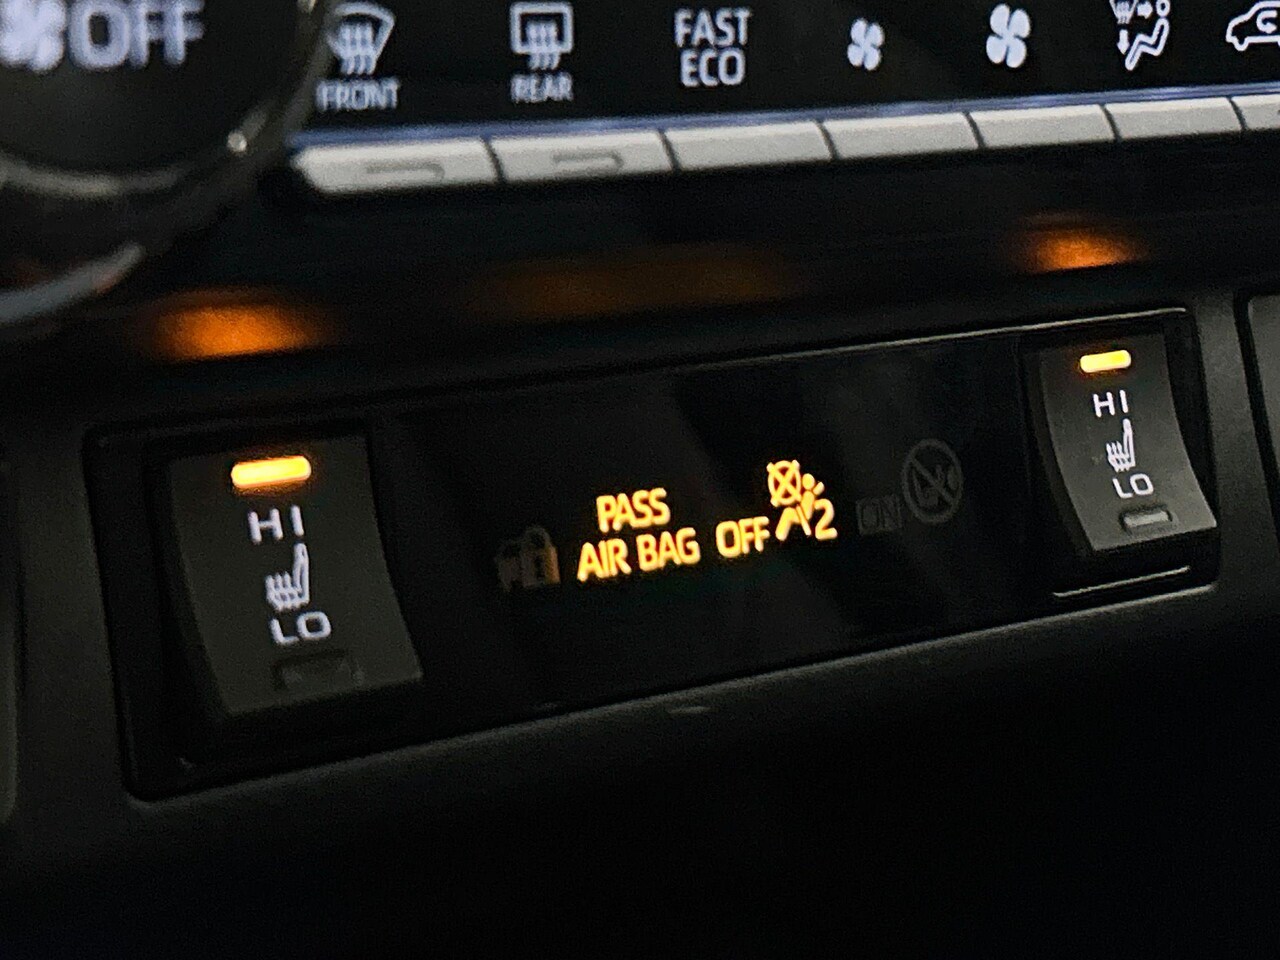 OFF
FRONT
REAR
FAST
ECO
HI
LO
PASS
AIR BAG OFF
2
ON
HI
LO